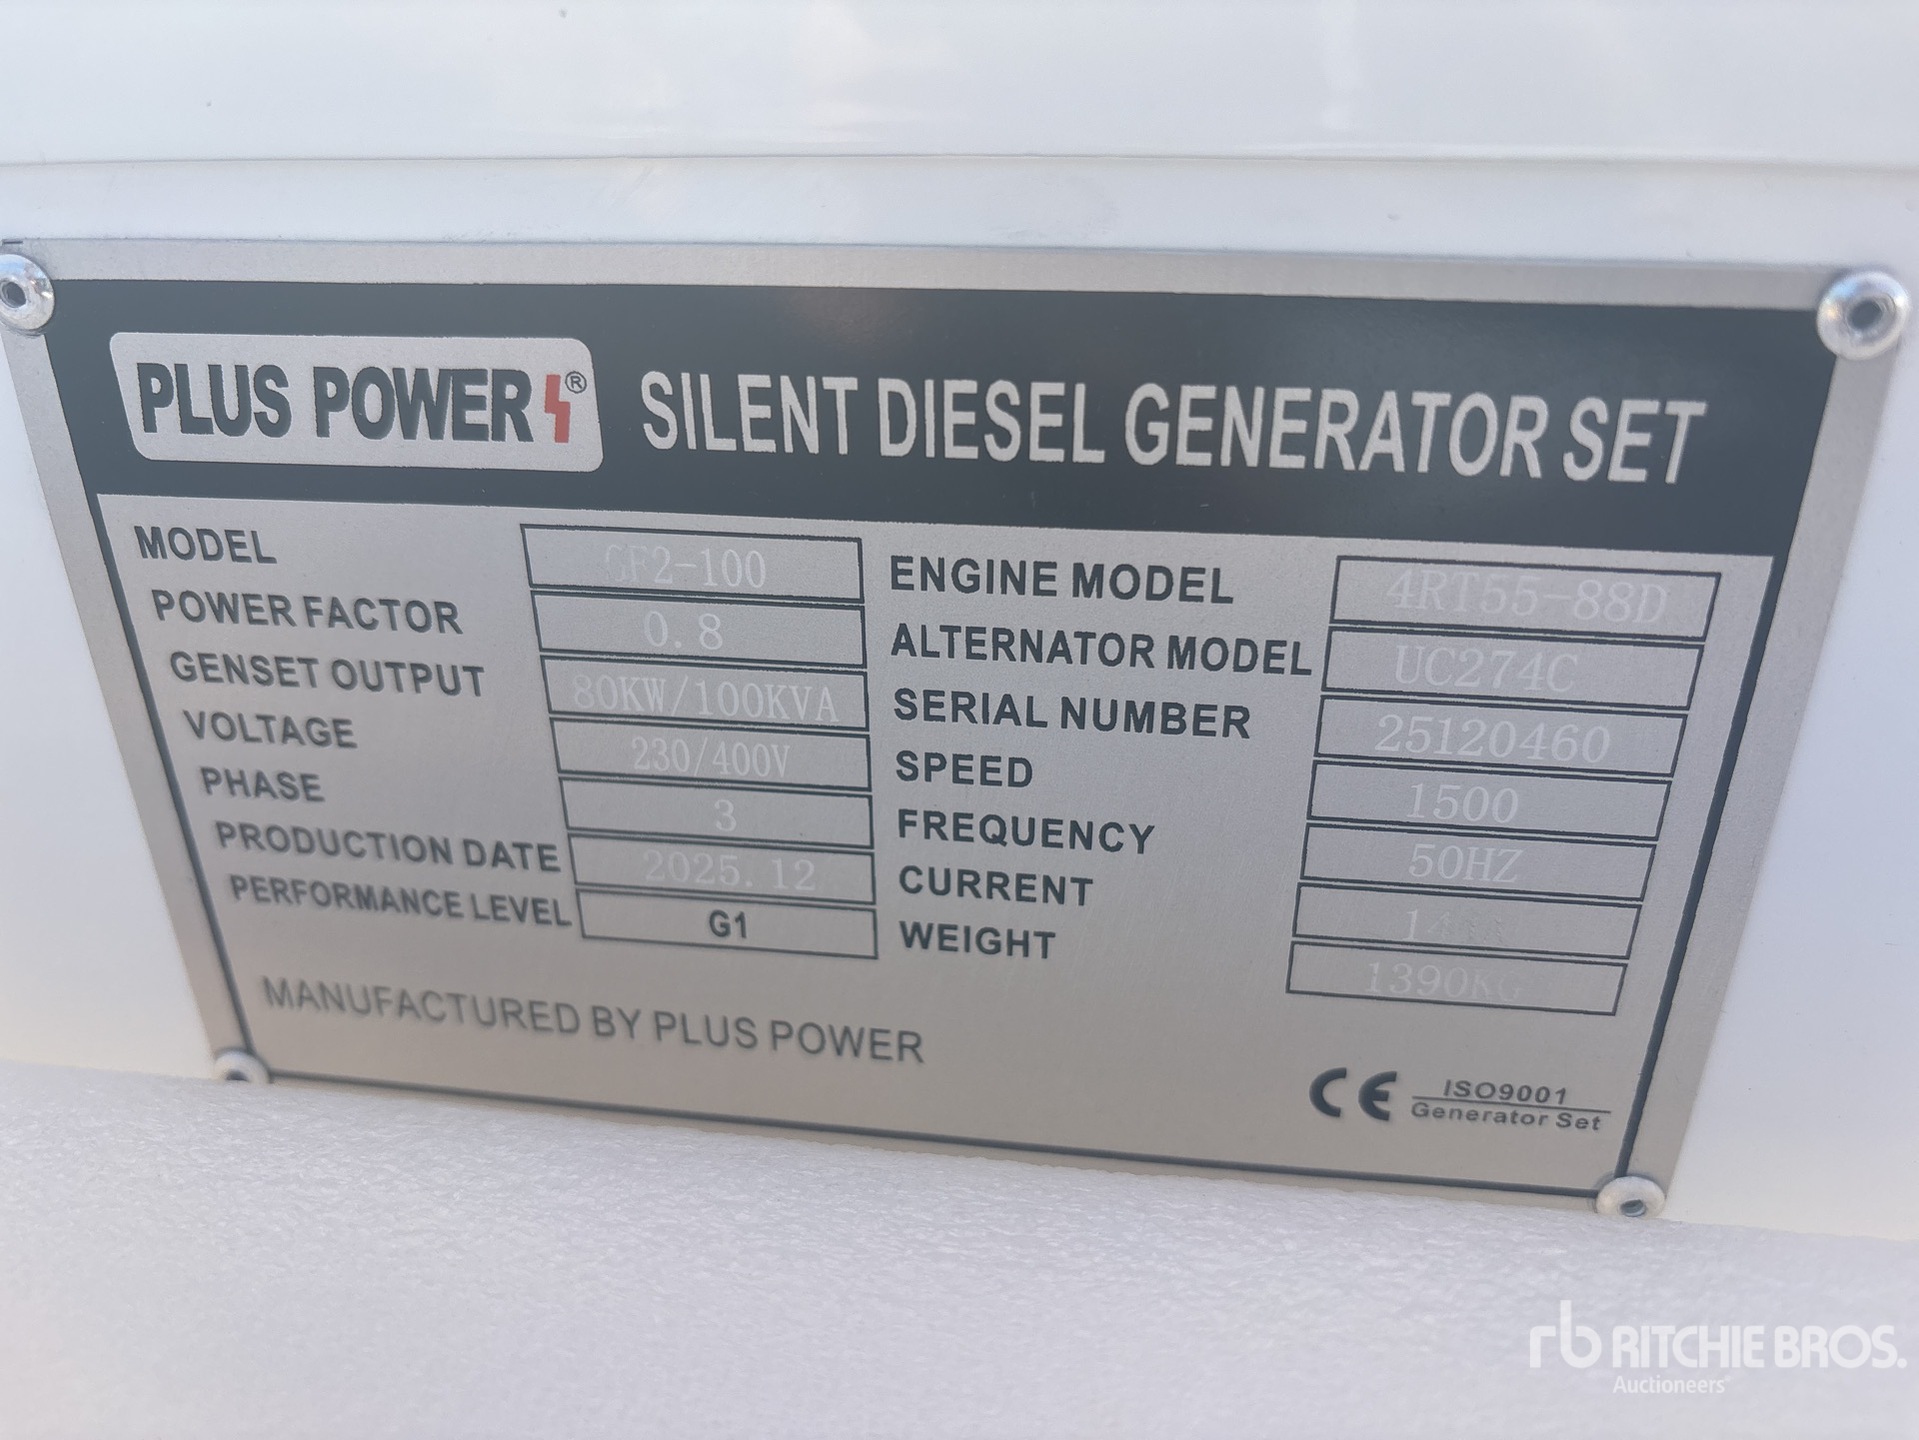 PLUS POWER® SILENT DIESEL GENERATOR SET
MODEL GF2-100
POWER FACTOR 0.8
GENSET OUTPUT 80KW/100KVA
VOLTAGE 230/400V
PHASE 3
PRODUCTION DATE 2025.12
PERFORMANCE LEVEL G1
ENGINE MODEL 4RT55-88D
ALTERNATOR MODEL UC274C
SERIAL NUMBER 25120460
SPEED 1500
FREQUENCY 50HZ
CURRENT
WEIGHT 1390KG
MANUFACTURED BY PLUS POWER
CE ISO9001
Generator Set
rb RITCHIE BROS.
Auctioneers